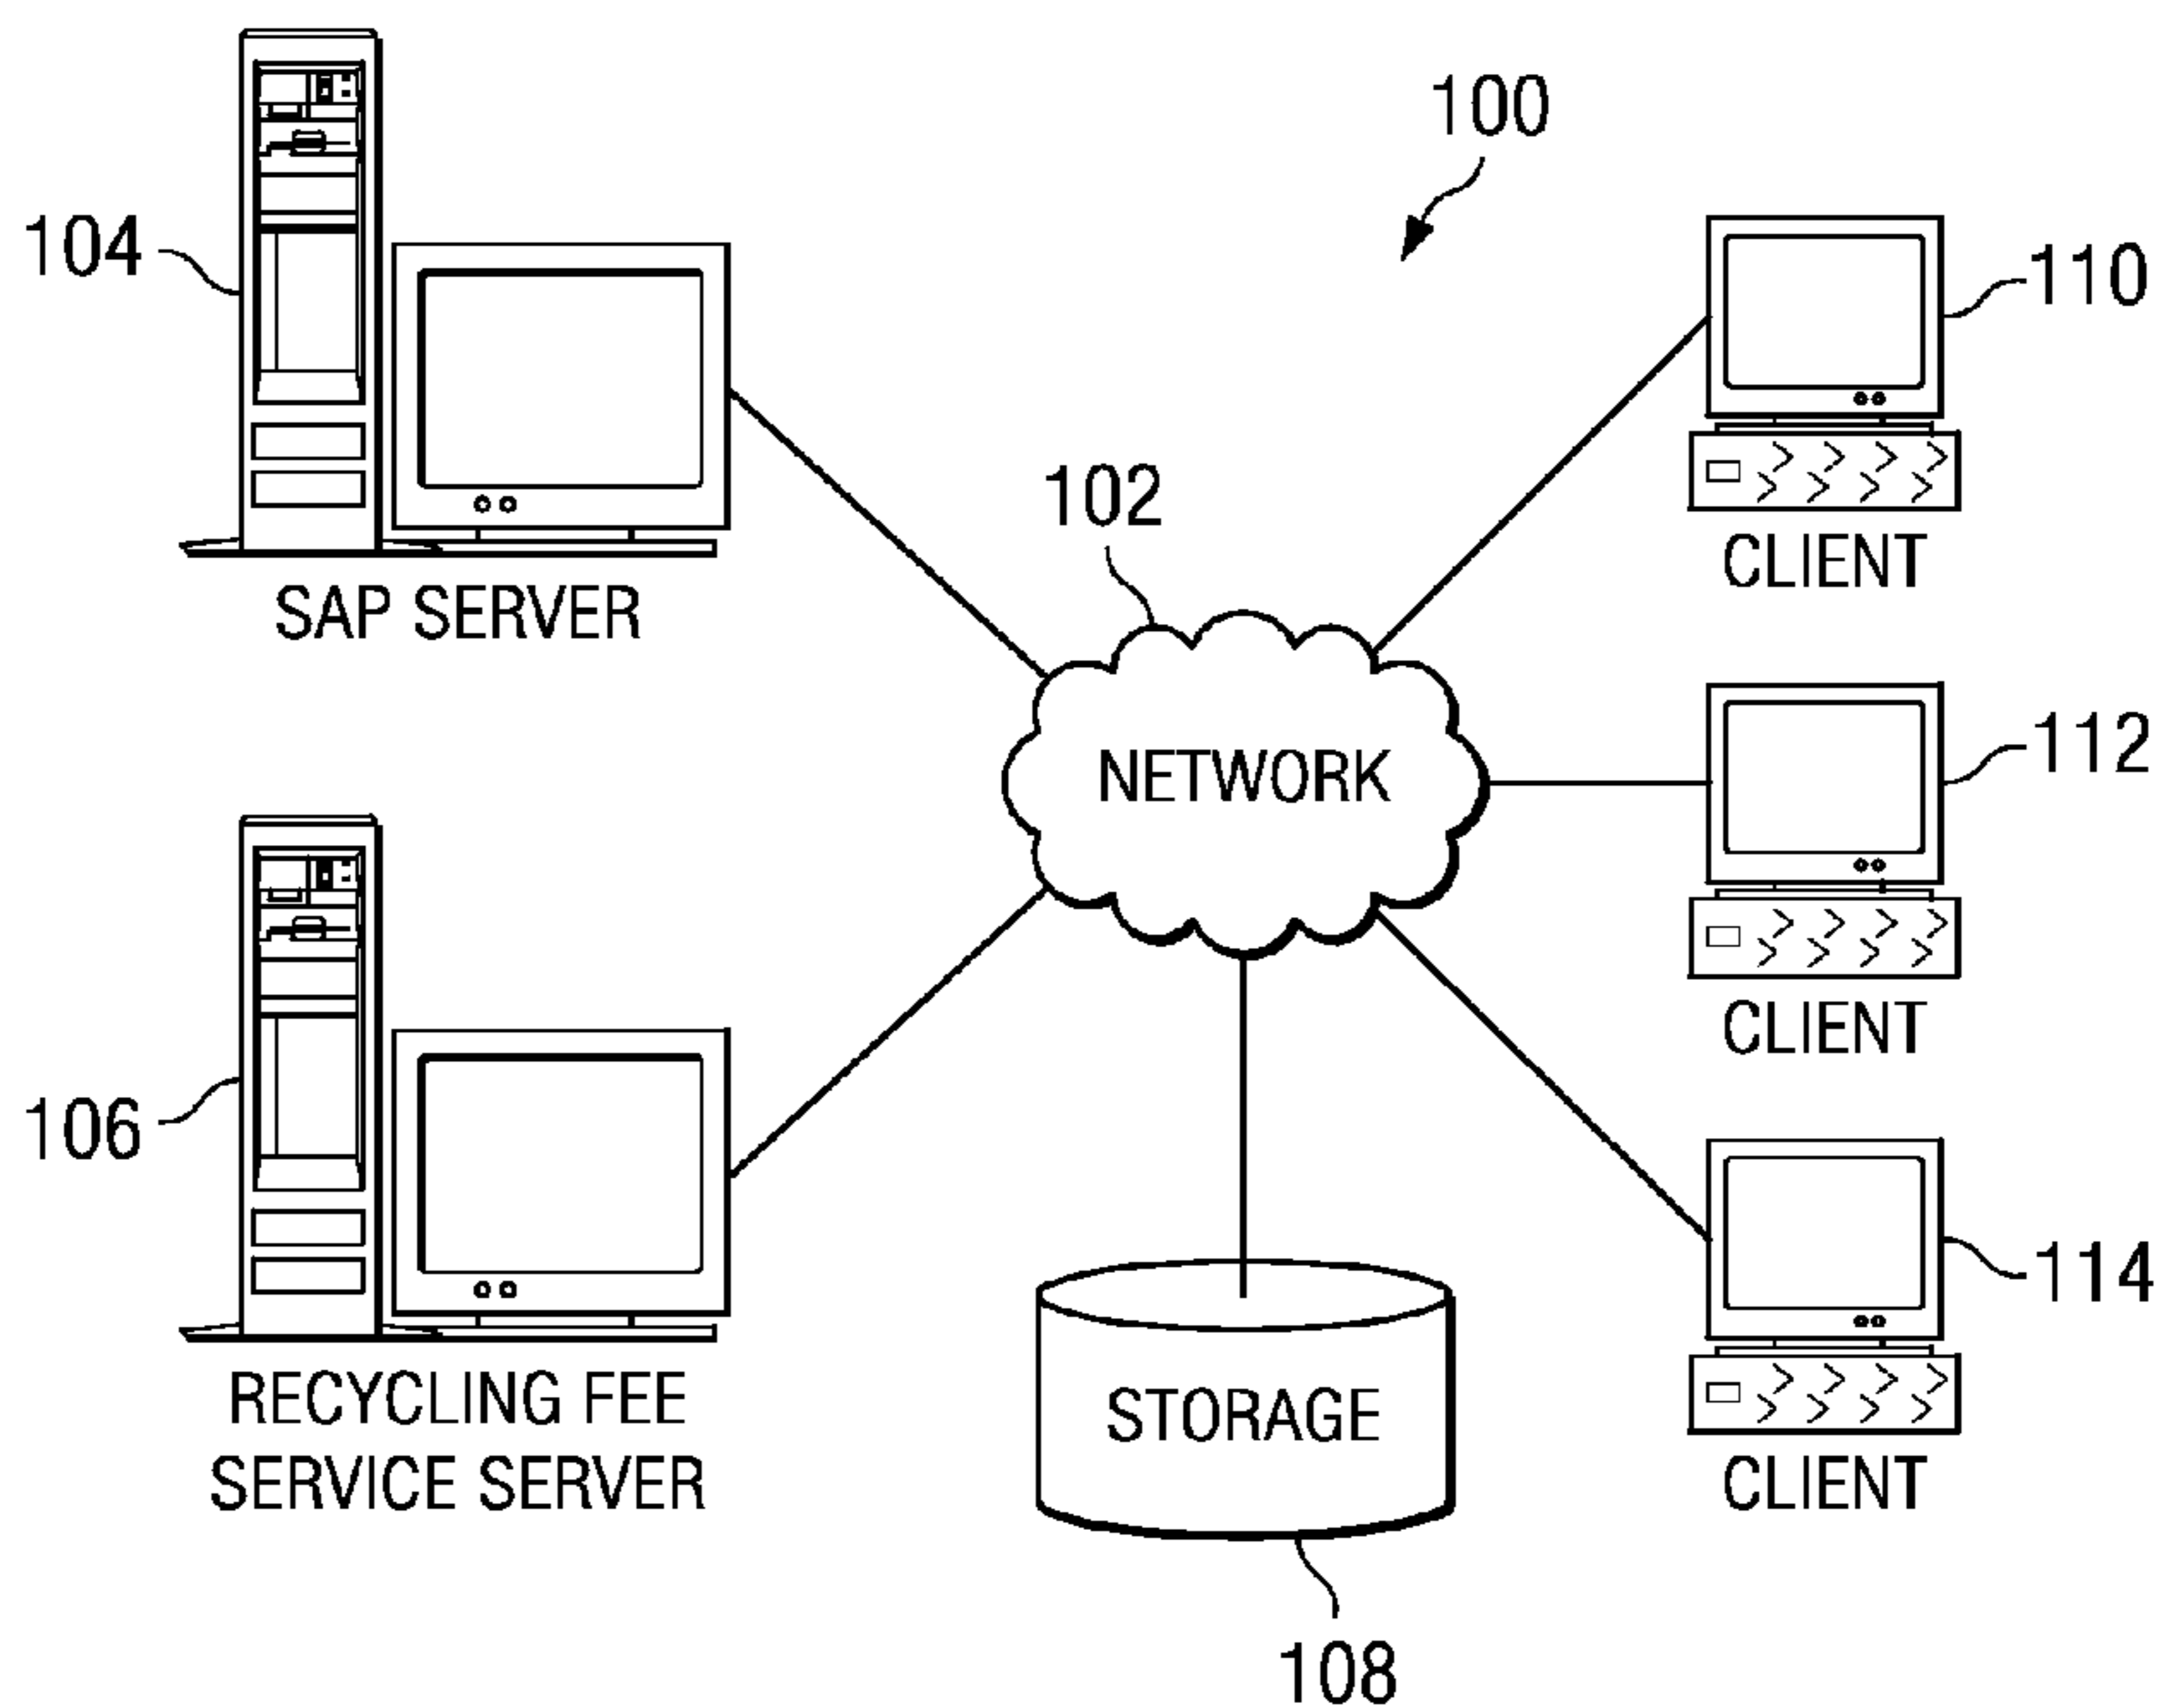 100
104
110
SAP SERVER
102
CLIENT
NETWORK
112
CLIENT
106
114
RECYCLING FEE
SERVICE SERVER
STORAGE
CLIENT
108